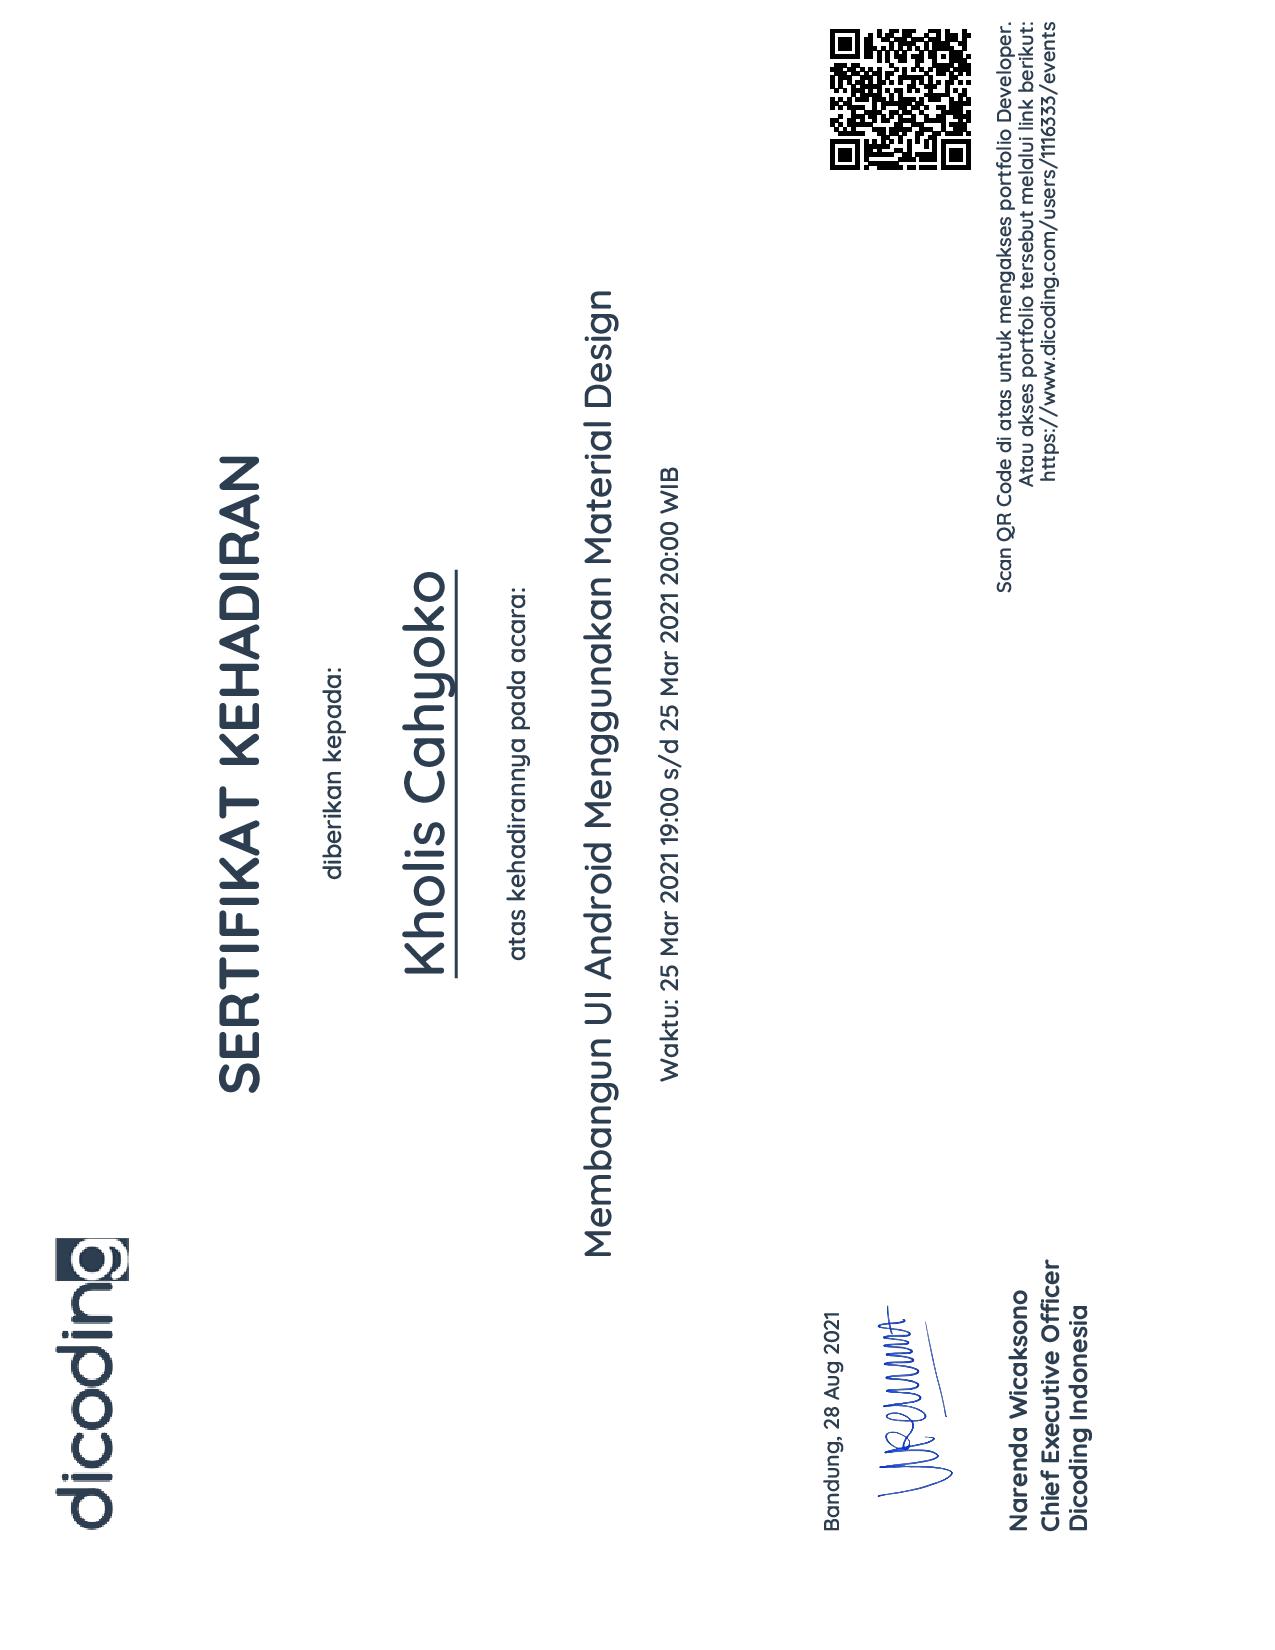 dicoding
SERTIFIKAT KEHADIRAN
diberikan kepada:
Kholis Cahyoko
atas kehadirannya pada acara:
Membangun UI Android Menggunakan Material Design
Waktu: 25 Mar 2021 19:00 s/d 25 Mar 2021 20:00 WIB
Bandung, 28 Aug 2021
Narenda Wicaksono
Chief Executive Officer
Dicoding Indonesia
Scan QR Code di atas untuk mengakses portfolio Developer.
Atau akses portfolio tersebut melalui link berikut:
https://www.dicoding.com/users/1116333/events